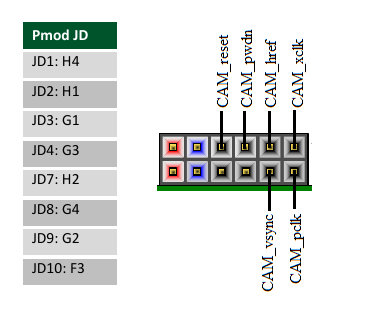 Pmod JD
JD1: H4
JD2: H1
JD3: G1
JD4: G3
JD7: H2
JD8: G4
JD9: G2
JD10: F3
CAM_reset
CAM_pwdn
CAM_href
CAM_xclk
CAM_vsync
CAM_pclk